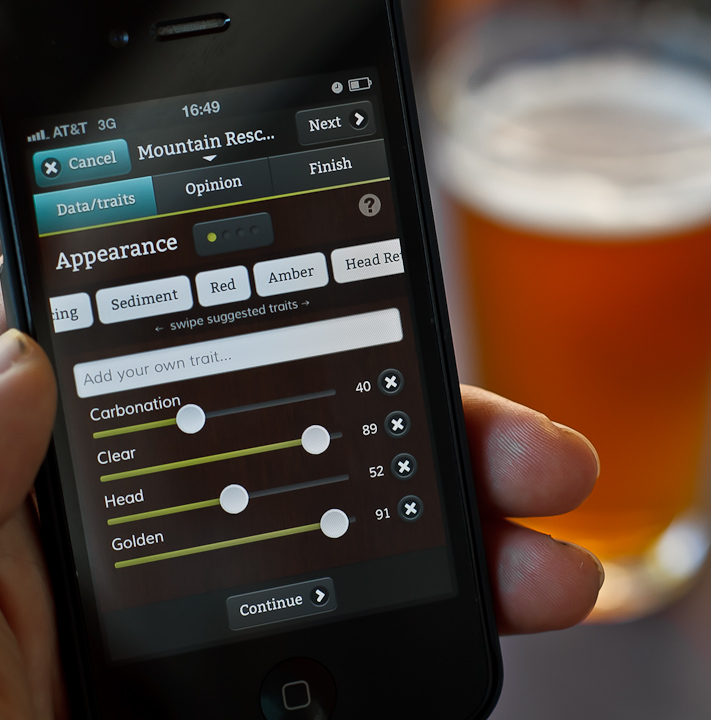 AT&T 3G 16:49
Cancel Mountain Resc... Next
Data/traits Opinion Finish
?
Appearance
ing Sediment Red Amber Head Re
← swipe suggested traits →
Add your own trait...
Carbonation 40
Clear 89
Head 52
Golden 91
Continue